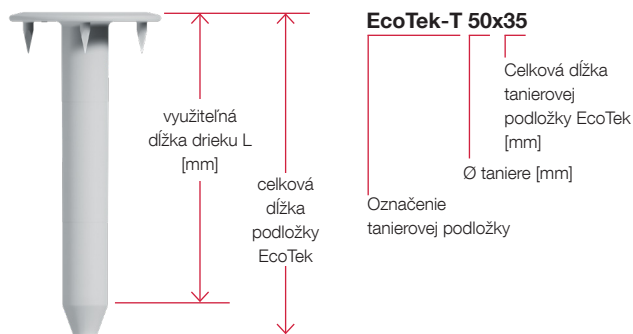 EcoTek-T 50x35
využiteľná
dĺžka drieku L
[mm]
celková
dĺžka
podložky
EcoTek
Celková dĺžka
tanierovej
podložky EcoTek
[mm]
Ø taniere [mm]
Označenie
tanierovej podložky